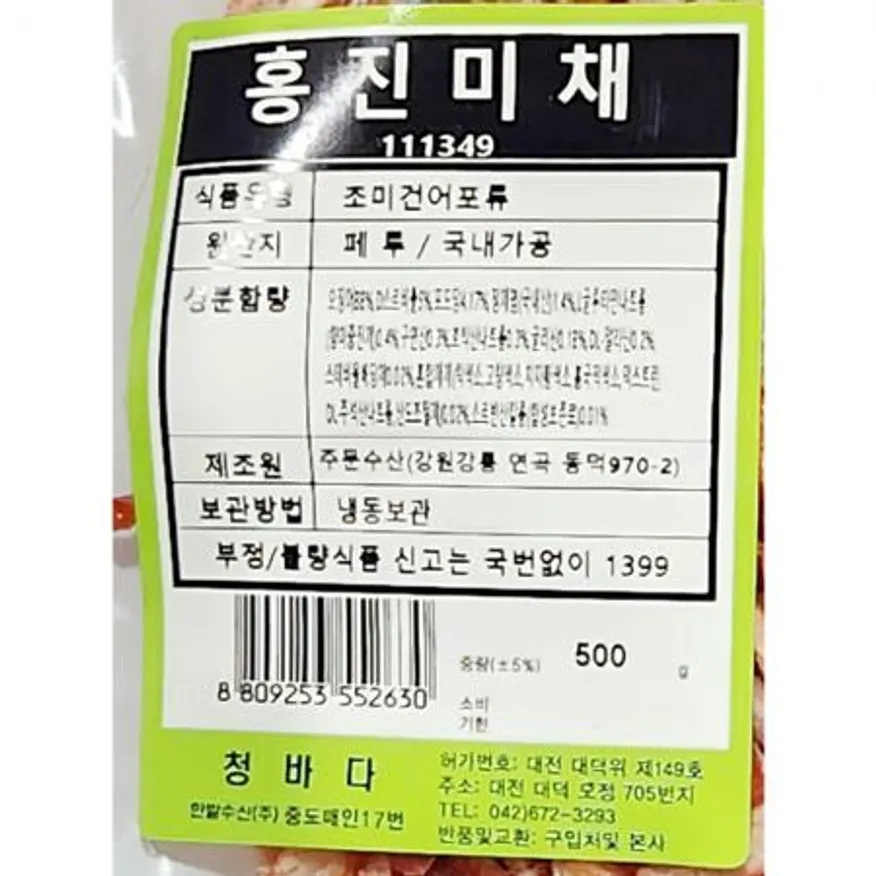 홍진미채
111349
식품유형 조미건어포류
원산지 페루 / 국내가공
성분함량
제조원 주문수산(강원강릉 연곡 동덕970-2)
보관방법 냉동보관
부정/불량식품 신고는 국번없이 1399
8 809253 552630
중량(±5%) 500 g
소비
기한
청바다
한밭수산(주) 중도매인17번
허가번호: 대전 대덕위 제149호
주소: 대전 대덕 오정 705번지
TEL: 042)672-3293
반품및교환: 구입처및 본사